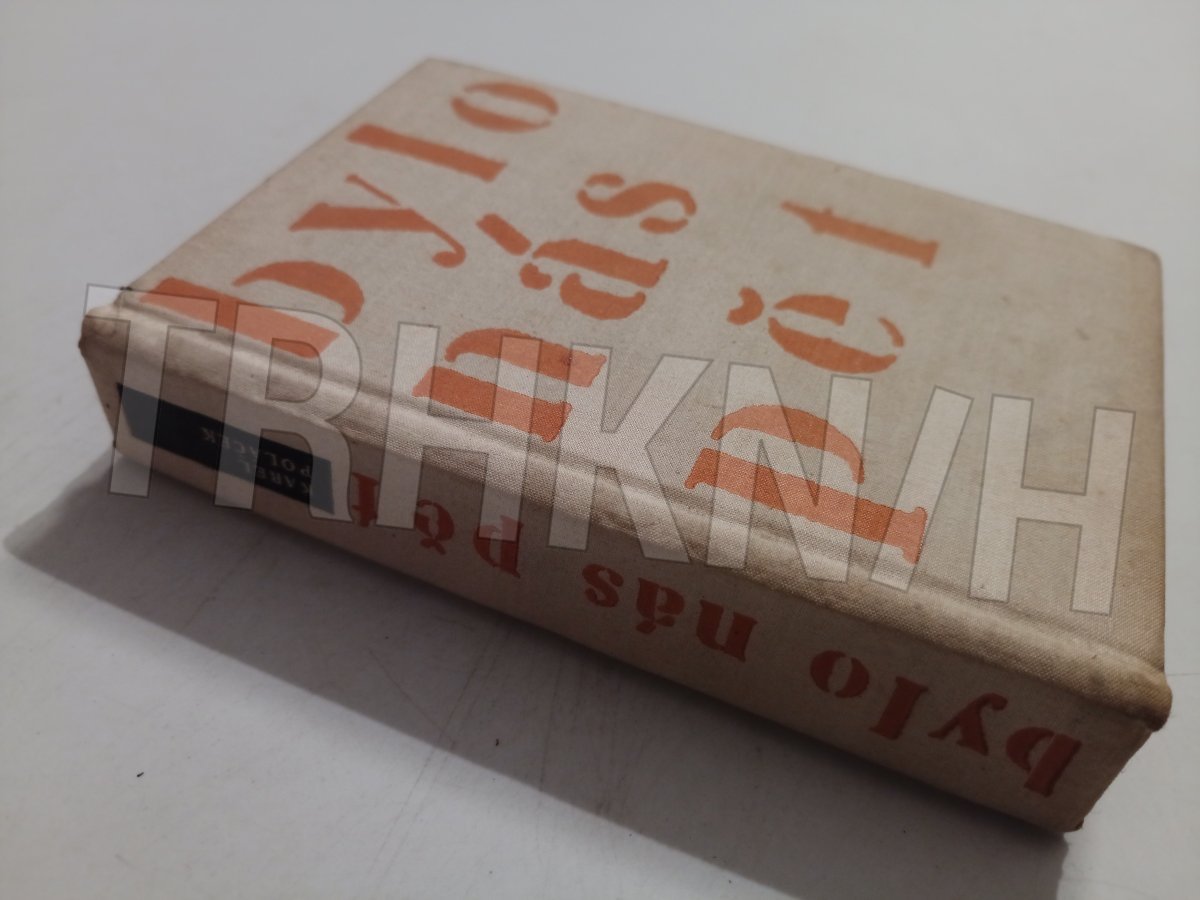 bylo
nás
pět
bylo nás pět
KAREL
POLÁČEK
TRHKNIH